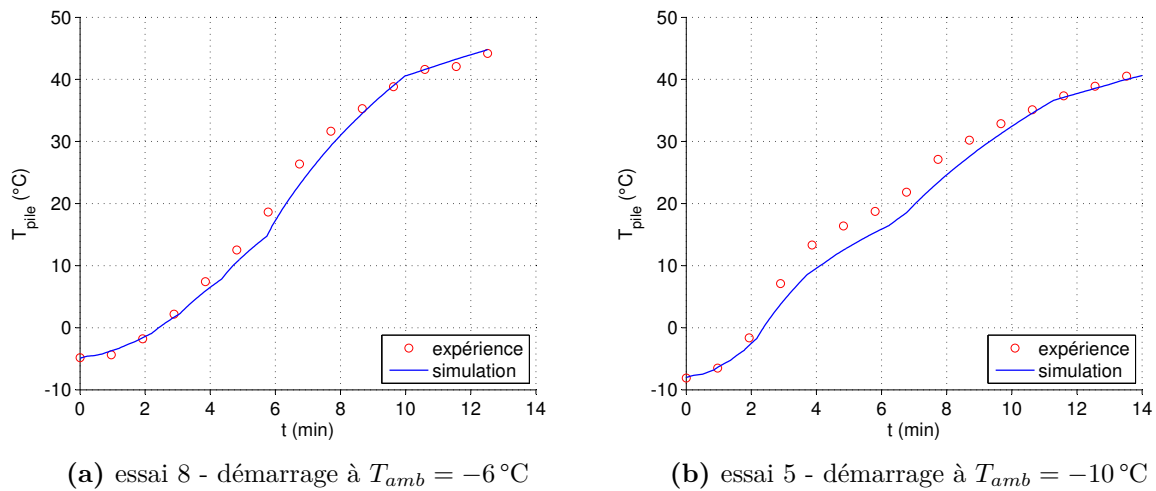 50
40
30
20
10
0
-10
T_pile (°C)
0 2 4 6 8 10 12 14
t (min)
expérience
simulation
(a) essai 8 - démarrage à T_amb = −6 °C
50
40
30
20
10
0
-10
T_pile (°C)
0 2 4 6 8 10 12 14
t (min)
expérience
simulation
(b) essai 5 - démarrage à T_amb = −10 °C